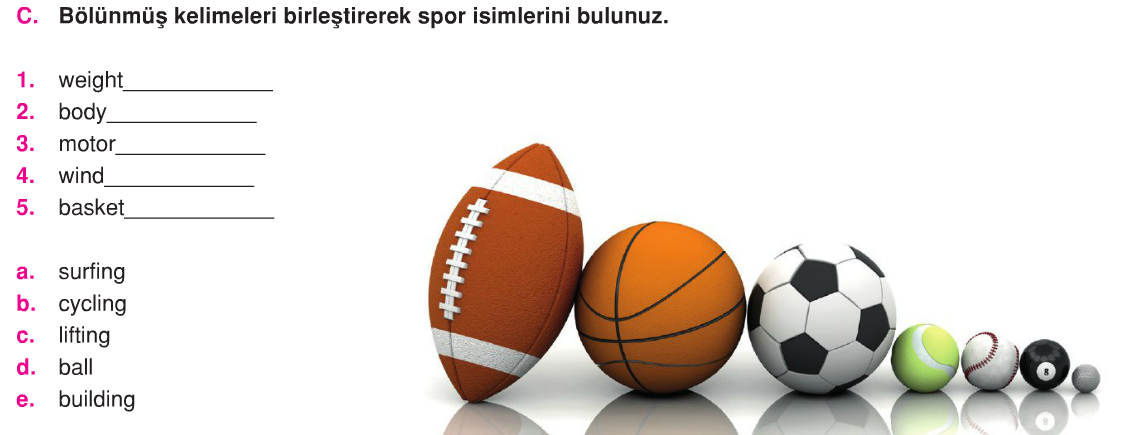 C. Bölünmüş kelimeleri birleştirerek spor isimlerini bulunuz.
1. weight____________
2. body____________
3. motor____________
4. wind____________
5. basket____________
a. surfing
b. cycling
c. lifting
d. ball
e. building
8